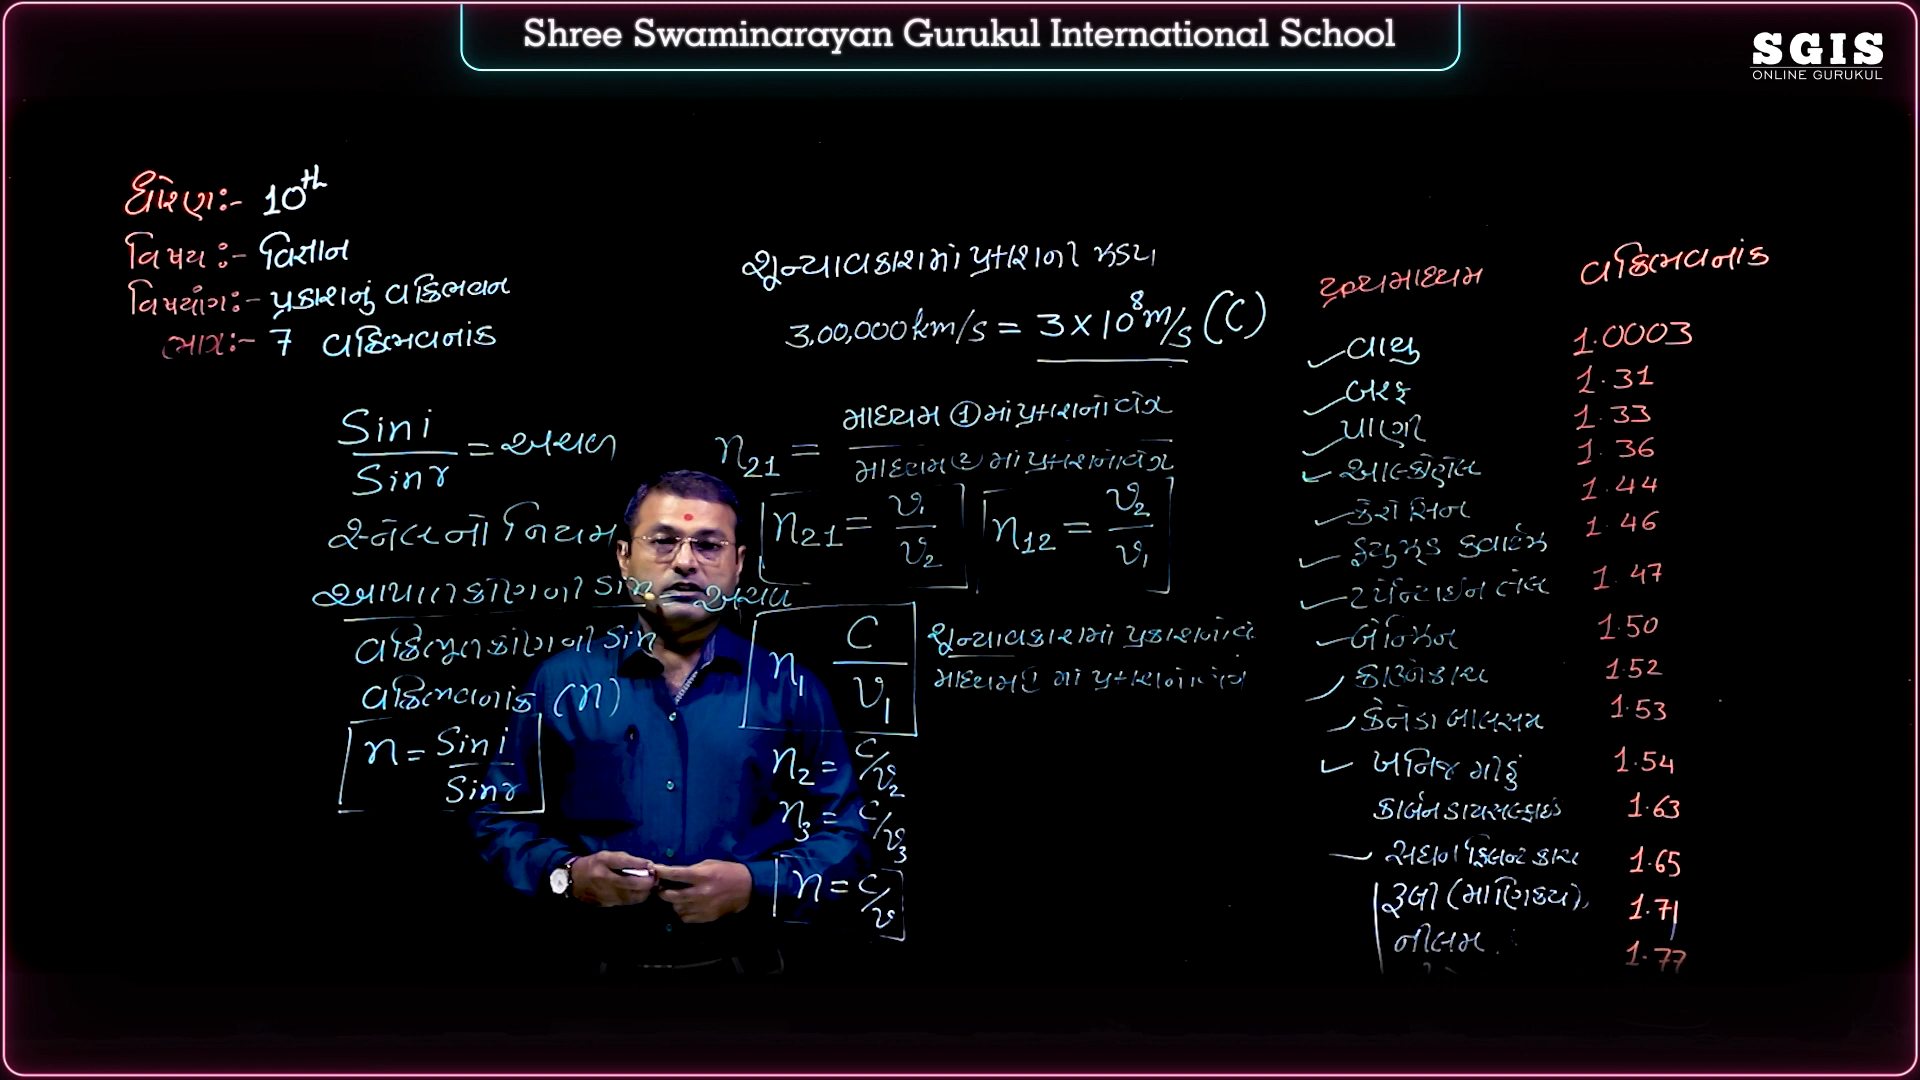 Shree Swaminarayan Gurukul International School
SGIS
ONLINE GURUKUL
ધોરણ:- 10th
વિષય:- વિજ્ઞાન
વિષયાંગ:- પ્રકાશનું વક્રિભવન
ભાગ:- 7 વક્રિભવનાંક
Sin i / Sin r = અચળ
સ્નેલનો નિયમ
આપાતકોણની Sin = અચળ
વક્રિભૂતકોણની Sin
વક્રિભવનાંક (n)
n = Sin i / Sin r
શૂન્યાવકાશમાં પ્રકાશની ઝડપ
3,00,000 km/s = 3 × 10^8 m/s (C)
n21 = માધ્યમ ① માં પ્રકાશનો વેગ
માધ્યમ ② માં પ્રકાશનો વેગ
n21 = v1 / v2 n12 = v2 / v1
n1 C / v1 શૂન્યાવકાશમાં પ્રકાશનો વે
માધ્યમ માં પ્રકાશનો વેગ
n2 = C/v2
n3 = C/v3
n = C/v
દ્રવ્યમાધ્યમ વક્રિભવનાંક
વાયુ 1.0003
બરફ 1.31
પાણી 1.33
આલ્કોહોલ 1.36
કેરોસિન 1.44
ફ્યુઝ્ડ ક્વાર્ટઝ 1.46
ટર્પેન્ટાઈન તેલ 1.47
બેન્ઝિન 1.50
ક્રાઉનકાચ 1.52
કેનેડા બાલસમ 1.53
ખનિજ મીઠું 1.54
કાર્બન ડાયસલ્ફાઈડ 1.63
સઘન ફ્લિન્ટ કાચ 1.65
રૂબી (માણિક્ય) 1.71
નીલમ 1.77